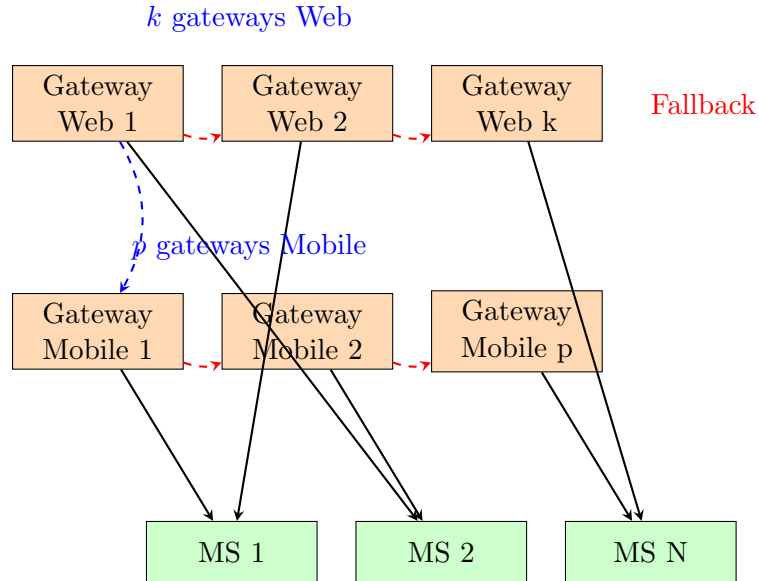 k gateways Web
Gateway
Web 1
Gateway
Web 2
Gateway
Web k
Fallback
p gateways Mobile
Gateway
Mobile 1
Gateway
Mobile 2
Gateway
Mobile p
MS 1
MS 2
MS N